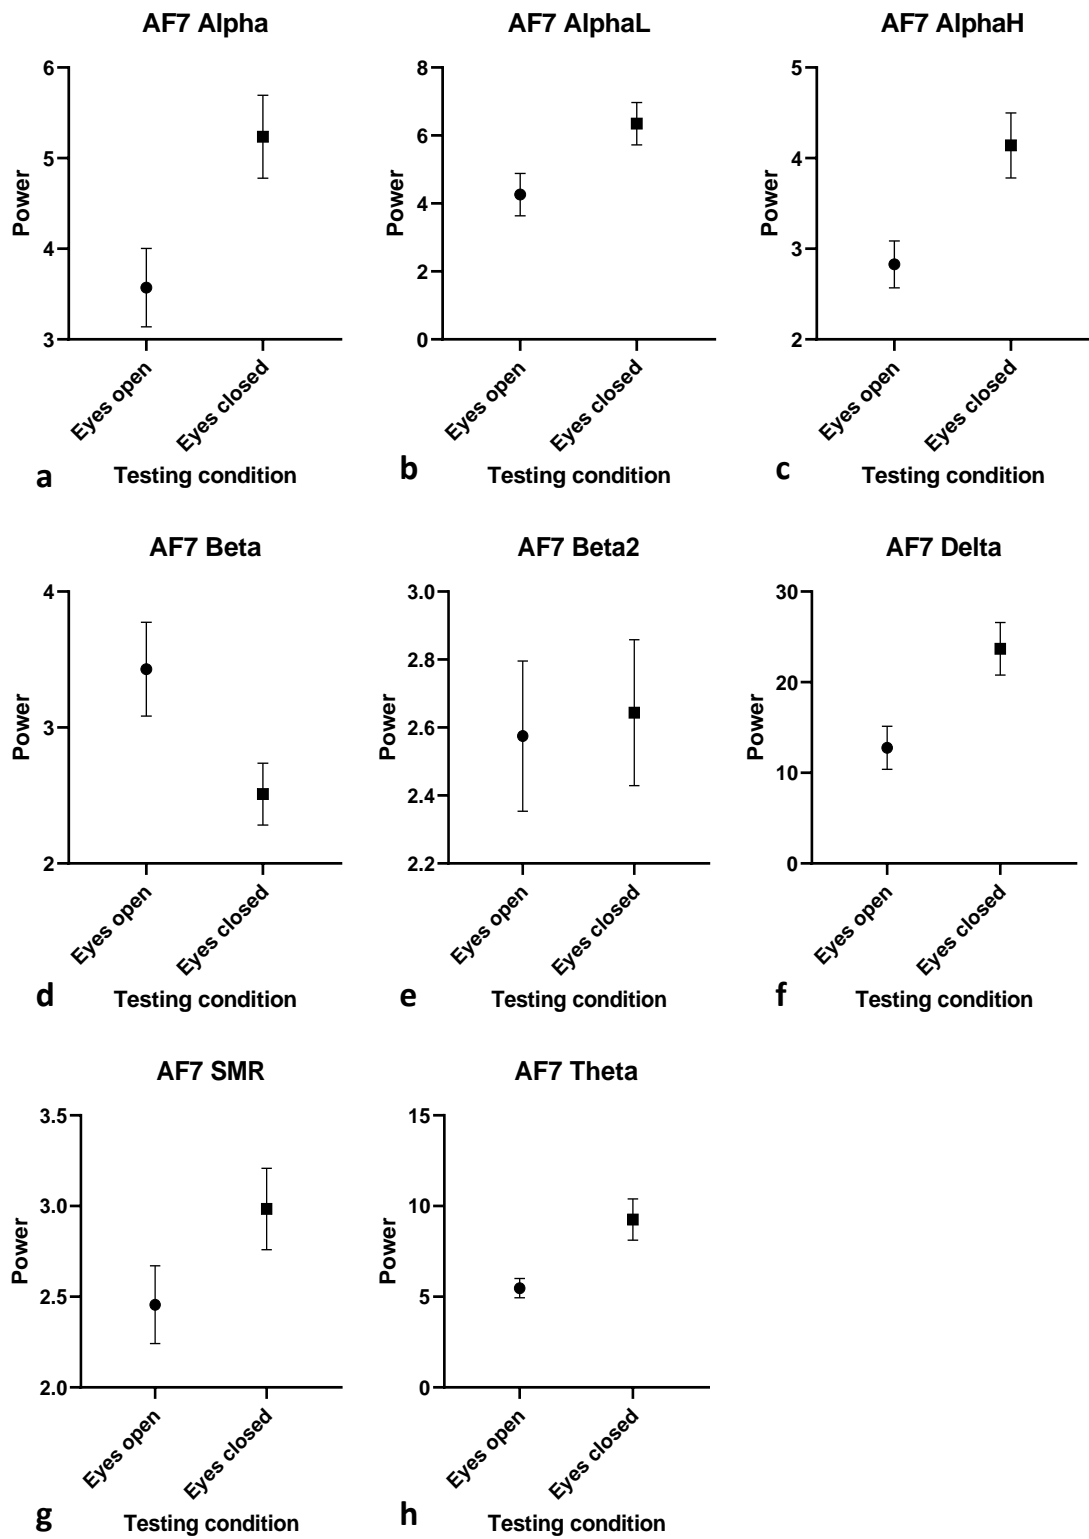 AF7 Alpha
6
5
4
3
Power
Eyes open
Eyes closed
a
Testing condition
AF7 AlphaL
8
6
4
2
0
Power
Eyes open
Eyes closed
b
Testing condition
AF7 AlphaH
5
4
3
2
Power
Eyes open
Eyes closed
c
Testing condition
AF7 Beta
4
3
2
Power
Eyes open
Eyes closed
d
Testing condition
AF7 Beta2
3.0
2.8
2.6
2.4
2.2
Power
Eyes open
Eyes closed
e
Testing condition
AF7 Delta
30
20
10
0
Power
Eyes open
Eyes closed
f
Testing condition
AF7 SMR
3.5
3.0
2.5
2.0
Power
Eyes open
Eyes closed
g
Testing condition
AF7 Theta
15
10
5
0
Power
Eyes open
Eyes closed
h
Testing condition